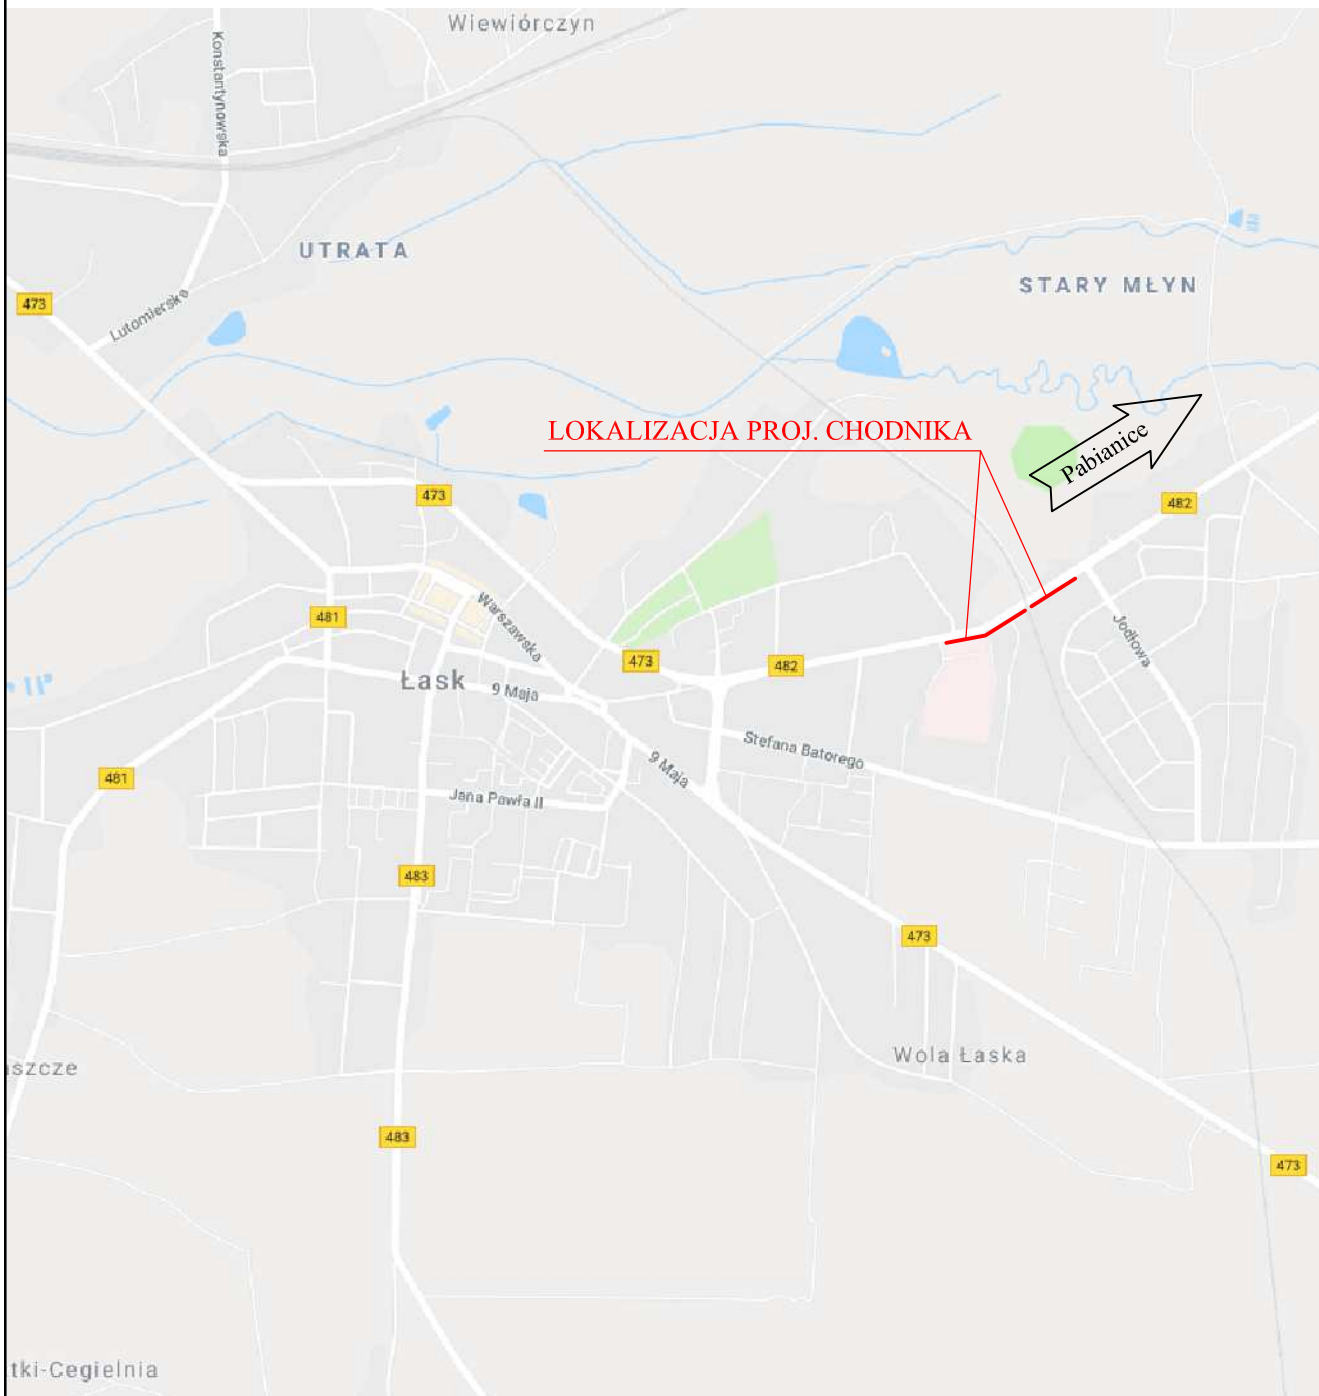 Wiewiórczyn
Konstantynowska
UTRATA
STARY MŁYN
473
Lutomierska
LOKALIZACJA PROJ. CHODNIKA
Pabianice
473
482
Warszawska
481
Jodłowa
473
482
Łask
9 Maja
Stefana Batorego
9 Maja
481
Jana Pawła II
483
473
Wola Łaska
aszcze
483
473
tki-Cegielnia